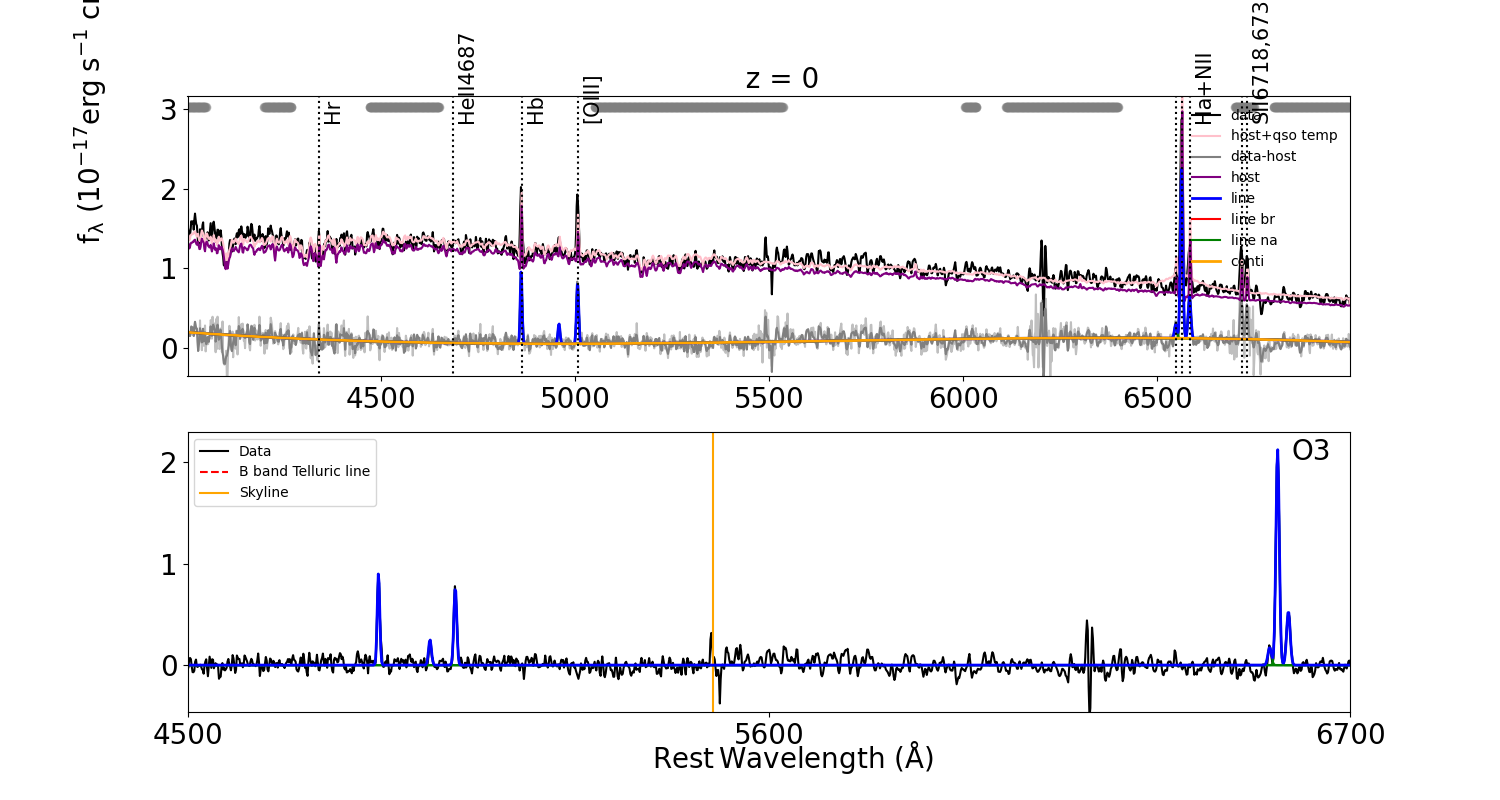 z = 0
f_λ (10^−17 erg s^−1
Hr
HeII4687
Hb
[OIII]
Ha+NII
SII6718,673
data
host+qso temp
data-host
host
line
line br
line na
conti
3
2
1
0
4500 5000 5500 6000 6500
Data
B band Telluric line
Skyline
O3
2
1
0
4500 5600 6700
Rest Wavelength (Å)